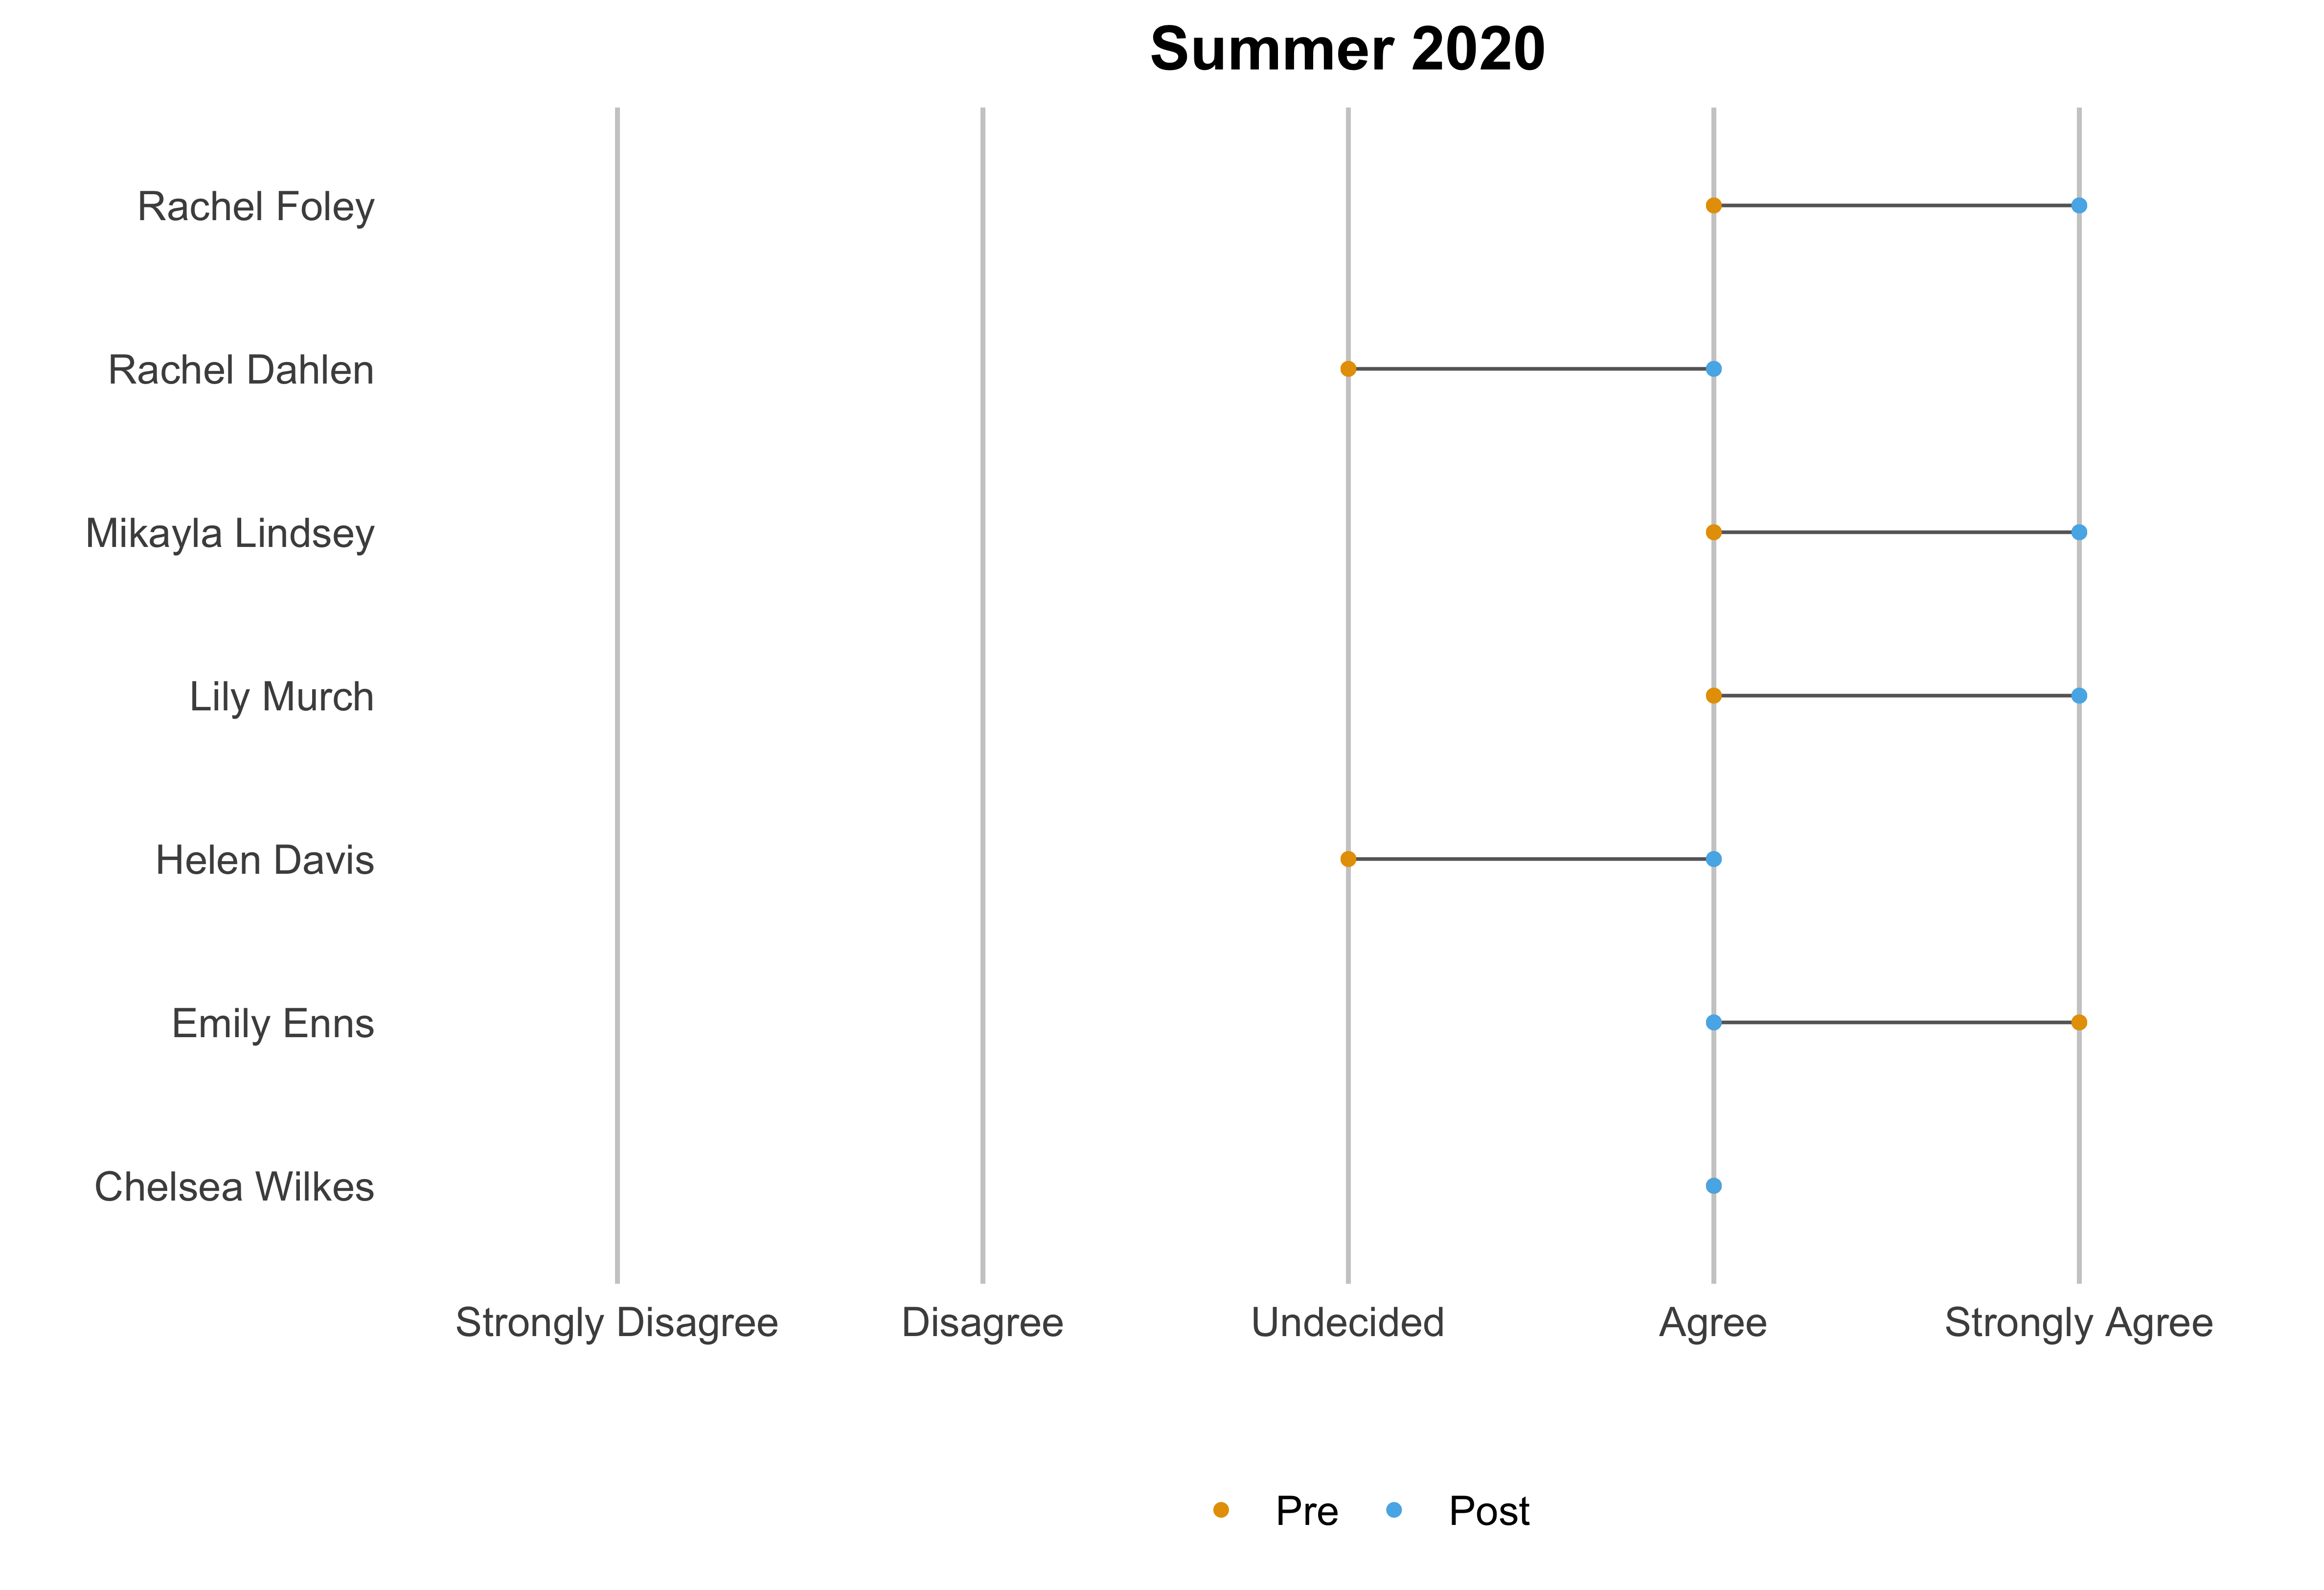 Summer 2020
Rachel Foley
Rachel Dahlen
Mikayla Lindsey
Lily Murch
Helen Davis
Emily Enns
Chelsea Wilkes
Strongly Disagree Disagree Undecided Agree Strongly Agree
Pre Post